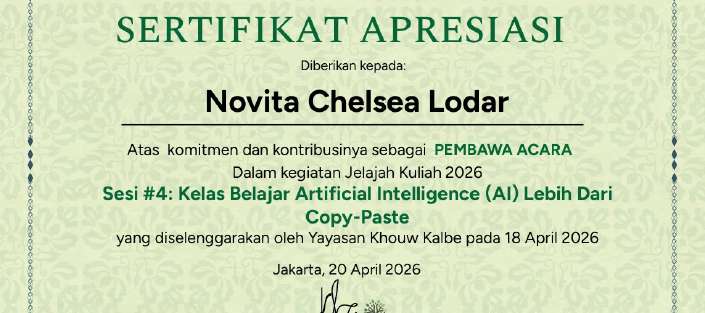 SERTIFIKAT APRESIASI
Diberikan kepada:
Novita Chelsea Lodar
Atas komitmen dan kontribusinya sebagai PEMBAWA ACARA
Dalam kegiatan Jelajah Kuliah 2026
Sesi #4: Kelas Belajar Artificial Intelligence (AI) Lebih Dari
Copy-Paste
yang diselenggarakan oleh Yayasan Khouw Kalbe pada 18 April 2026
Jakarta, 20 April 2026